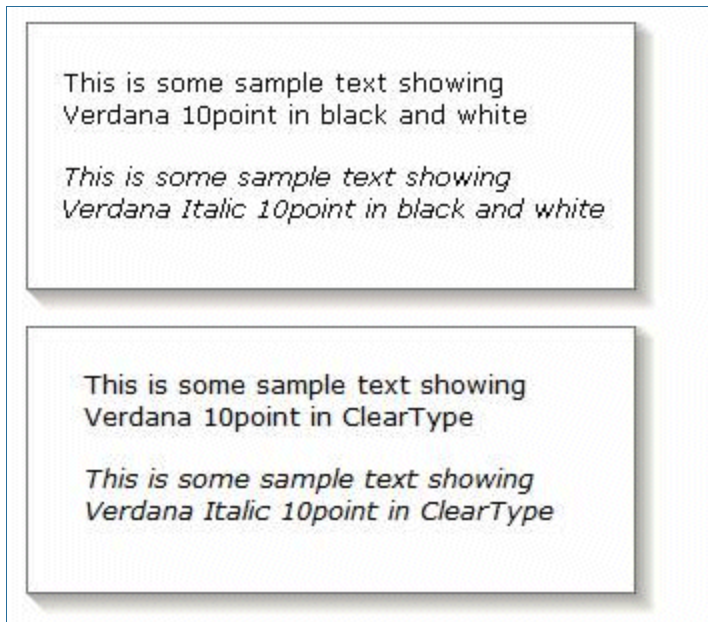 This is some sample text showing
Verdana 10point in black and white
This is some sample text showing
Verdana Italic 10point in black and white
This is some sample text showing
Verdana 10point in ClearType
This is some sample text showing
Verdana Italic 10point in ClearType